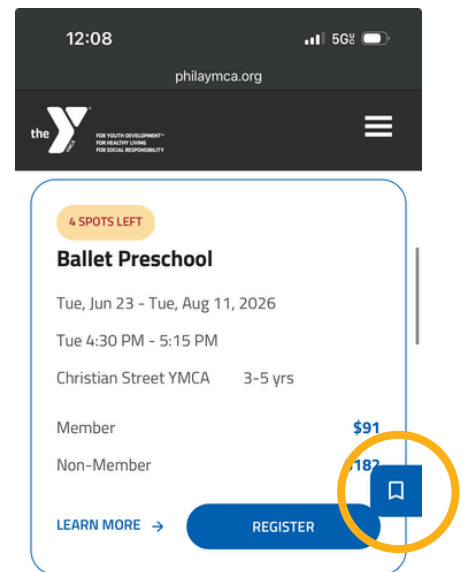 12:08 5G
philaymca.org
the Y FOR YOUTH DEVELOPMENT®
YMCA FOR HEALTHY LIVING
FOR SOCIAL RESPONSIBILITY
4 SPOTS LEFT
Ballet Preschool
Tue, Jun 23 - Tue, Aug 11, 2026
Tue 4:30 PM - 5:15 PM
Christian Street YMCA 3-5 yrs
Member $91
Non-Member $182
LEARN MORE → REGISTER